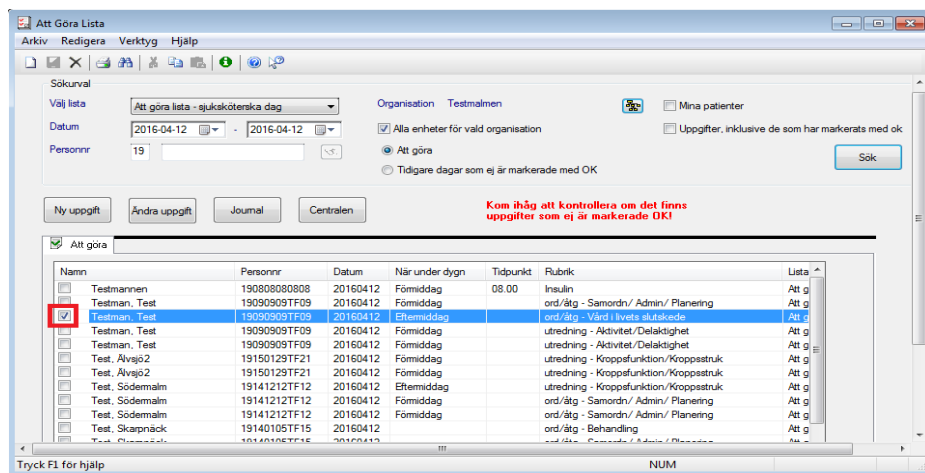 Att Göra Lista
Arkiv Redigera Verktyg Hjälp
Sökurval
Välj lista Att göra lista - sjuksköterska dag Organisation Testmalmen Mina patienter
Datum 2016-04-12 - 2016-04-12 Alla enheter för vald organisation Uppgifter, inklusive de som har markerats med ok
Personnr 19 Att göra Sök
Tidigare dagar som ej är markerade med OK
Ny uppgift Ändra uppgift Journal Centralen Kom ihåg att kontrollera om det finns
uppgifter som ej är markerade OK!
Att göra
Namn Personnr Datum När under dygn Tidpunkt Rubrik Lista
Testmannen 190808080808 20160412 Förmiddag 08.00 Insulin Att g
Testman, Test 19090909TF09 20160412 Förmiddag ord/åtg - Samordn/ Admin/ Planering Att g
Testman, Test 19090909TF09 20160412 Eftermiddag ord/åtg - Vård i livets slutskede Att g
Testman, Test 19090909TF09 20160412 Förmiddag utredning - Aktivitet/Delaktighet Att g
Testman, Test 19090909TF09 20160412 Förmiddag utredning - Aktivitet/Delaktighet Att g
Test, Älvsjö2 19150129TF21 20160412 Förmiddag utredning - Kroppsfunktion/Kroppsstruk Att g
Test, Älvsjö2 19150129TF21 20160412 Förmiddag utredning - Kroppsfunktion/Kroppsstruk Att g
Test, Södermalm 19141212TF12 20160412 Eftermiddag utredning - Kroppsfunktion/Kroppsstruk Att g
Test, Södermalm 19141212TF12 20160412 Förmiddag ord/åtg - Samordn/ Admin/ Planering Att g
Test, Södermalm 19141212TF12 20160412 Förmiddag ord/åtg - Samordn/ Admin/ Planering Att g
Test, Skarpnäck 19140105TF15 20160412 ord/åtg - Behandling Att g
Test, Skarpnäck 19140105TF15 20160412 ord/åtg - Samordn/ Admin/ Planering Att g
Tryck F1 för hjälp NUM